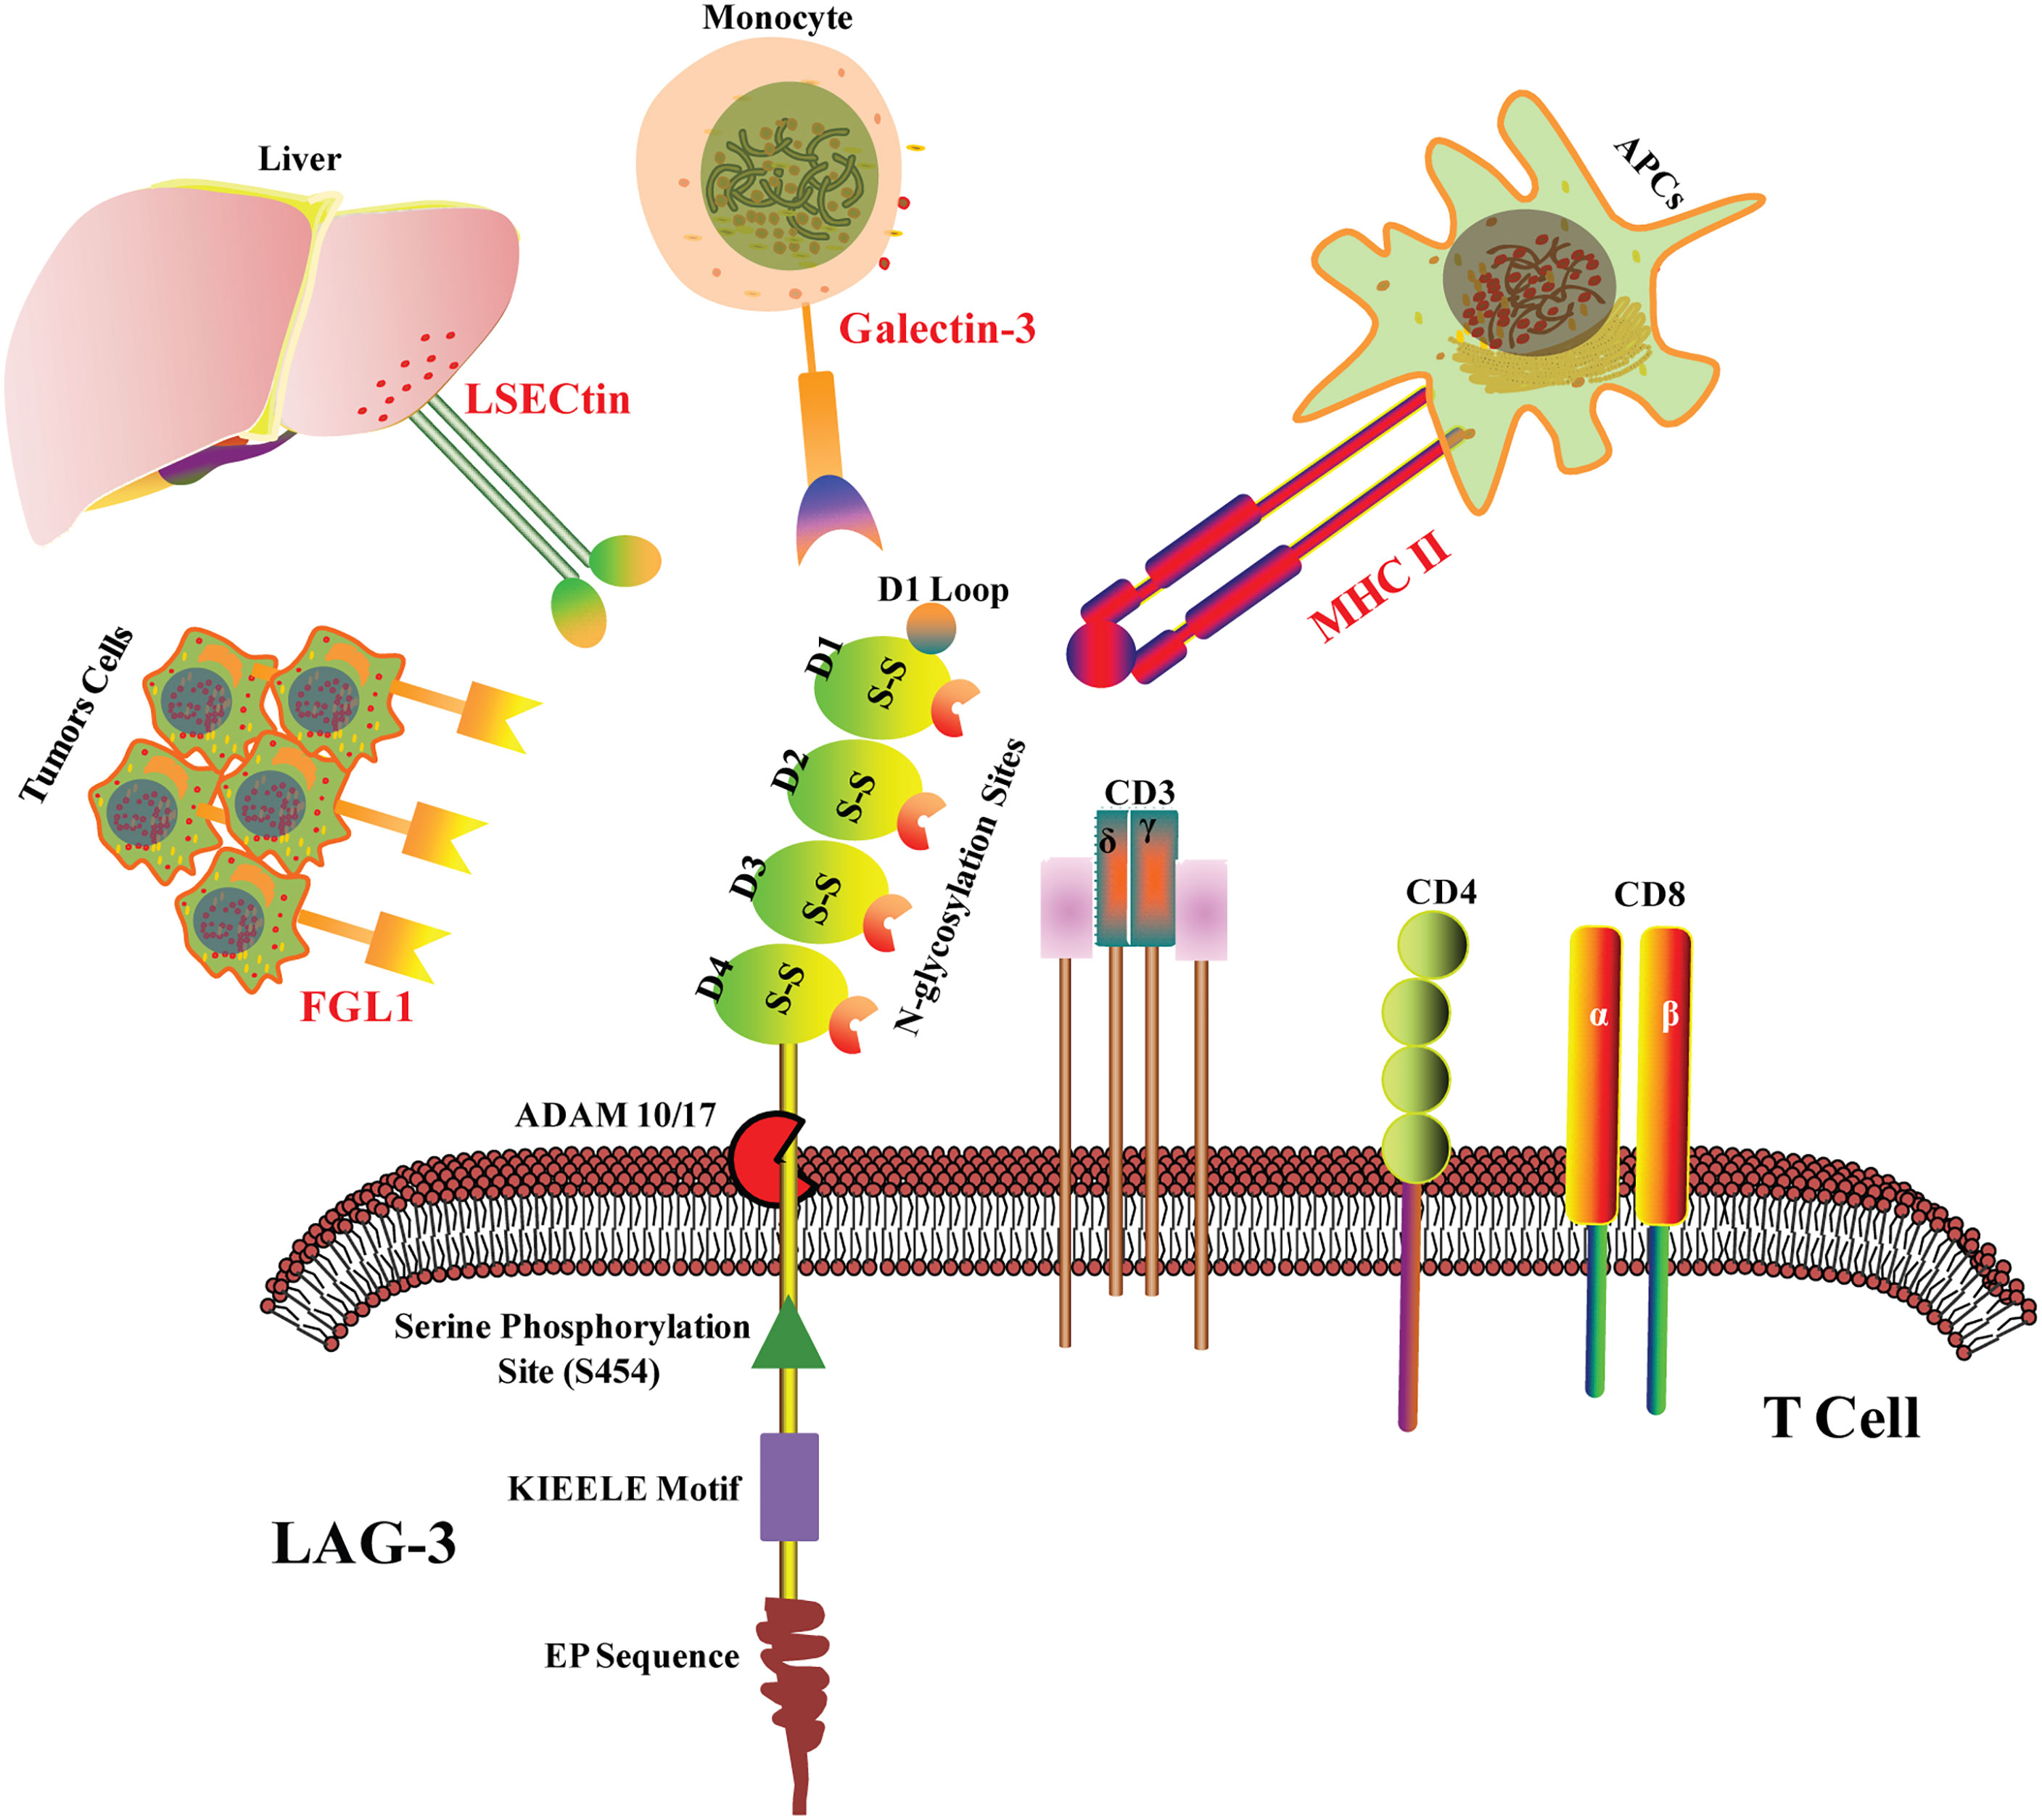 Monocyte
Liver
APCs
Galectin-3
LSECtin
MHC II
D1 Loop
Tumors Cells
D1
S-S
D2
S-S
D3
S-S
D4
S-S
N-glycosylation Sites
FGL1
CD3
δ
γ
CD4
CD8
α
β
ADAM 10/17
Serine Phosphorylation
Site (S454)
T Cell
KIEELE Motif
LAG-3
EP Sequence